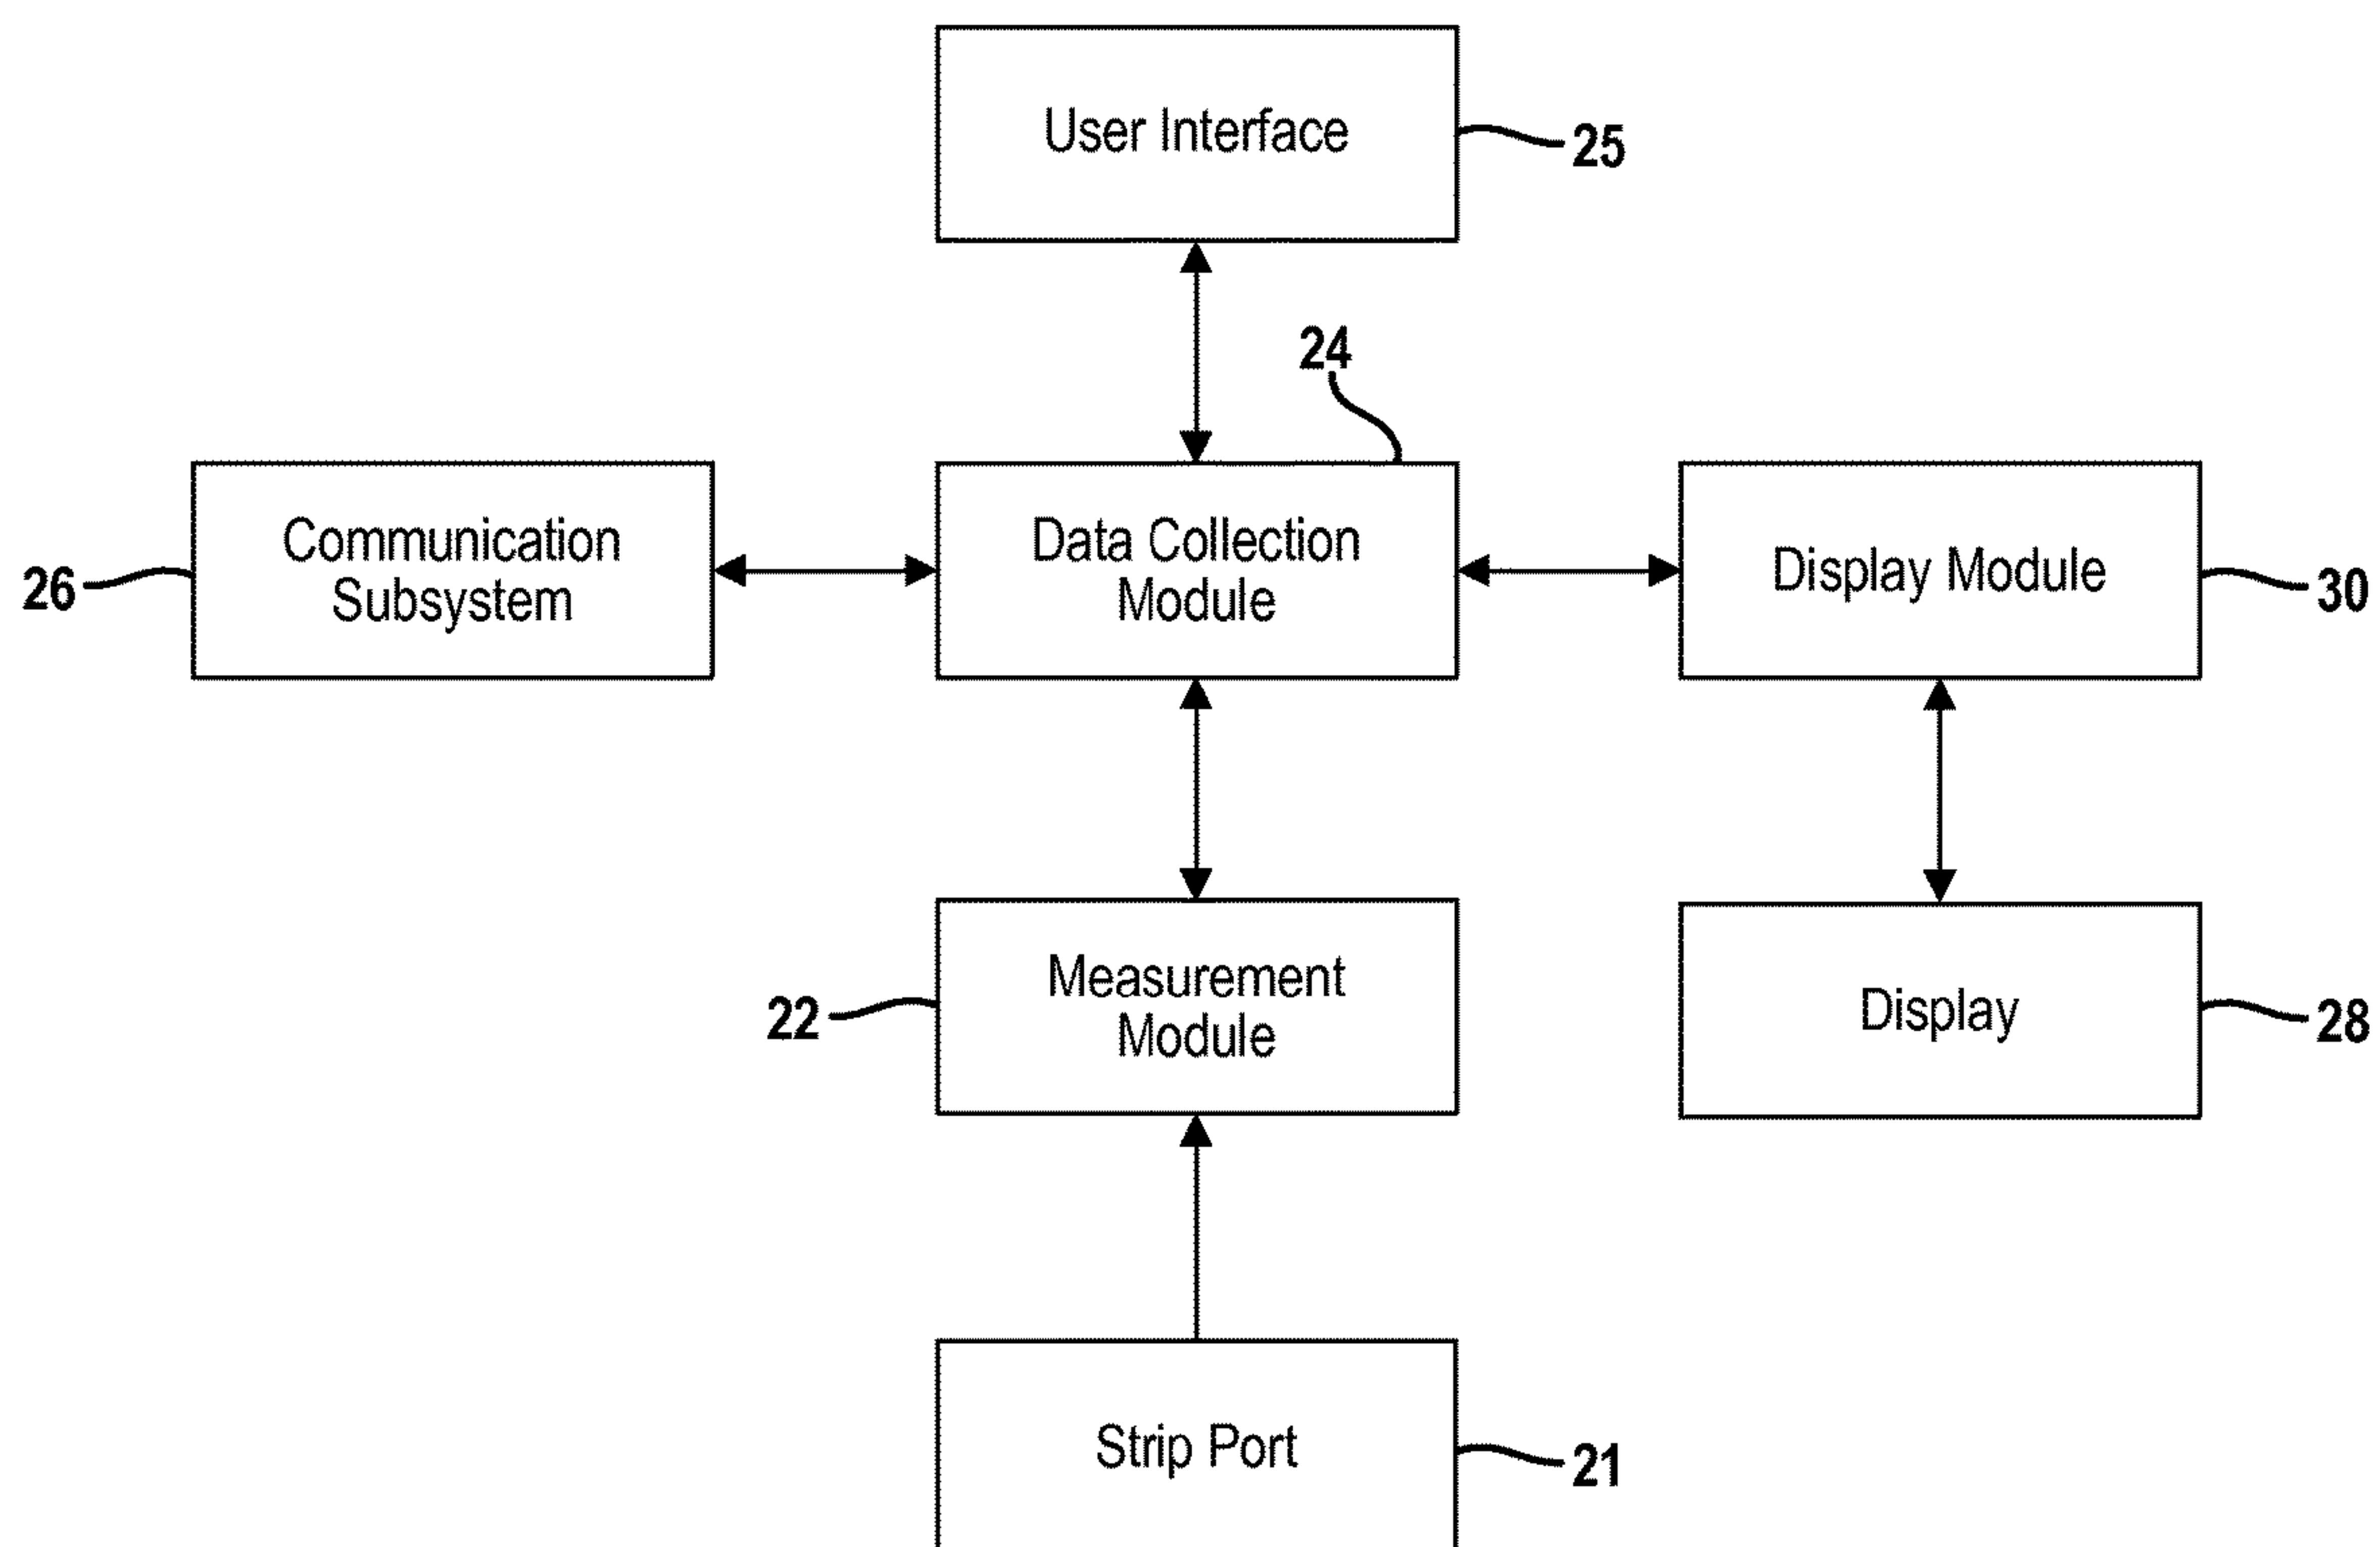 User Interface
25
24
Communication
Subsystem
26
Data Collection
Module
Display Module
30
Measurement
Module
22
Display
28
Strip Port
21